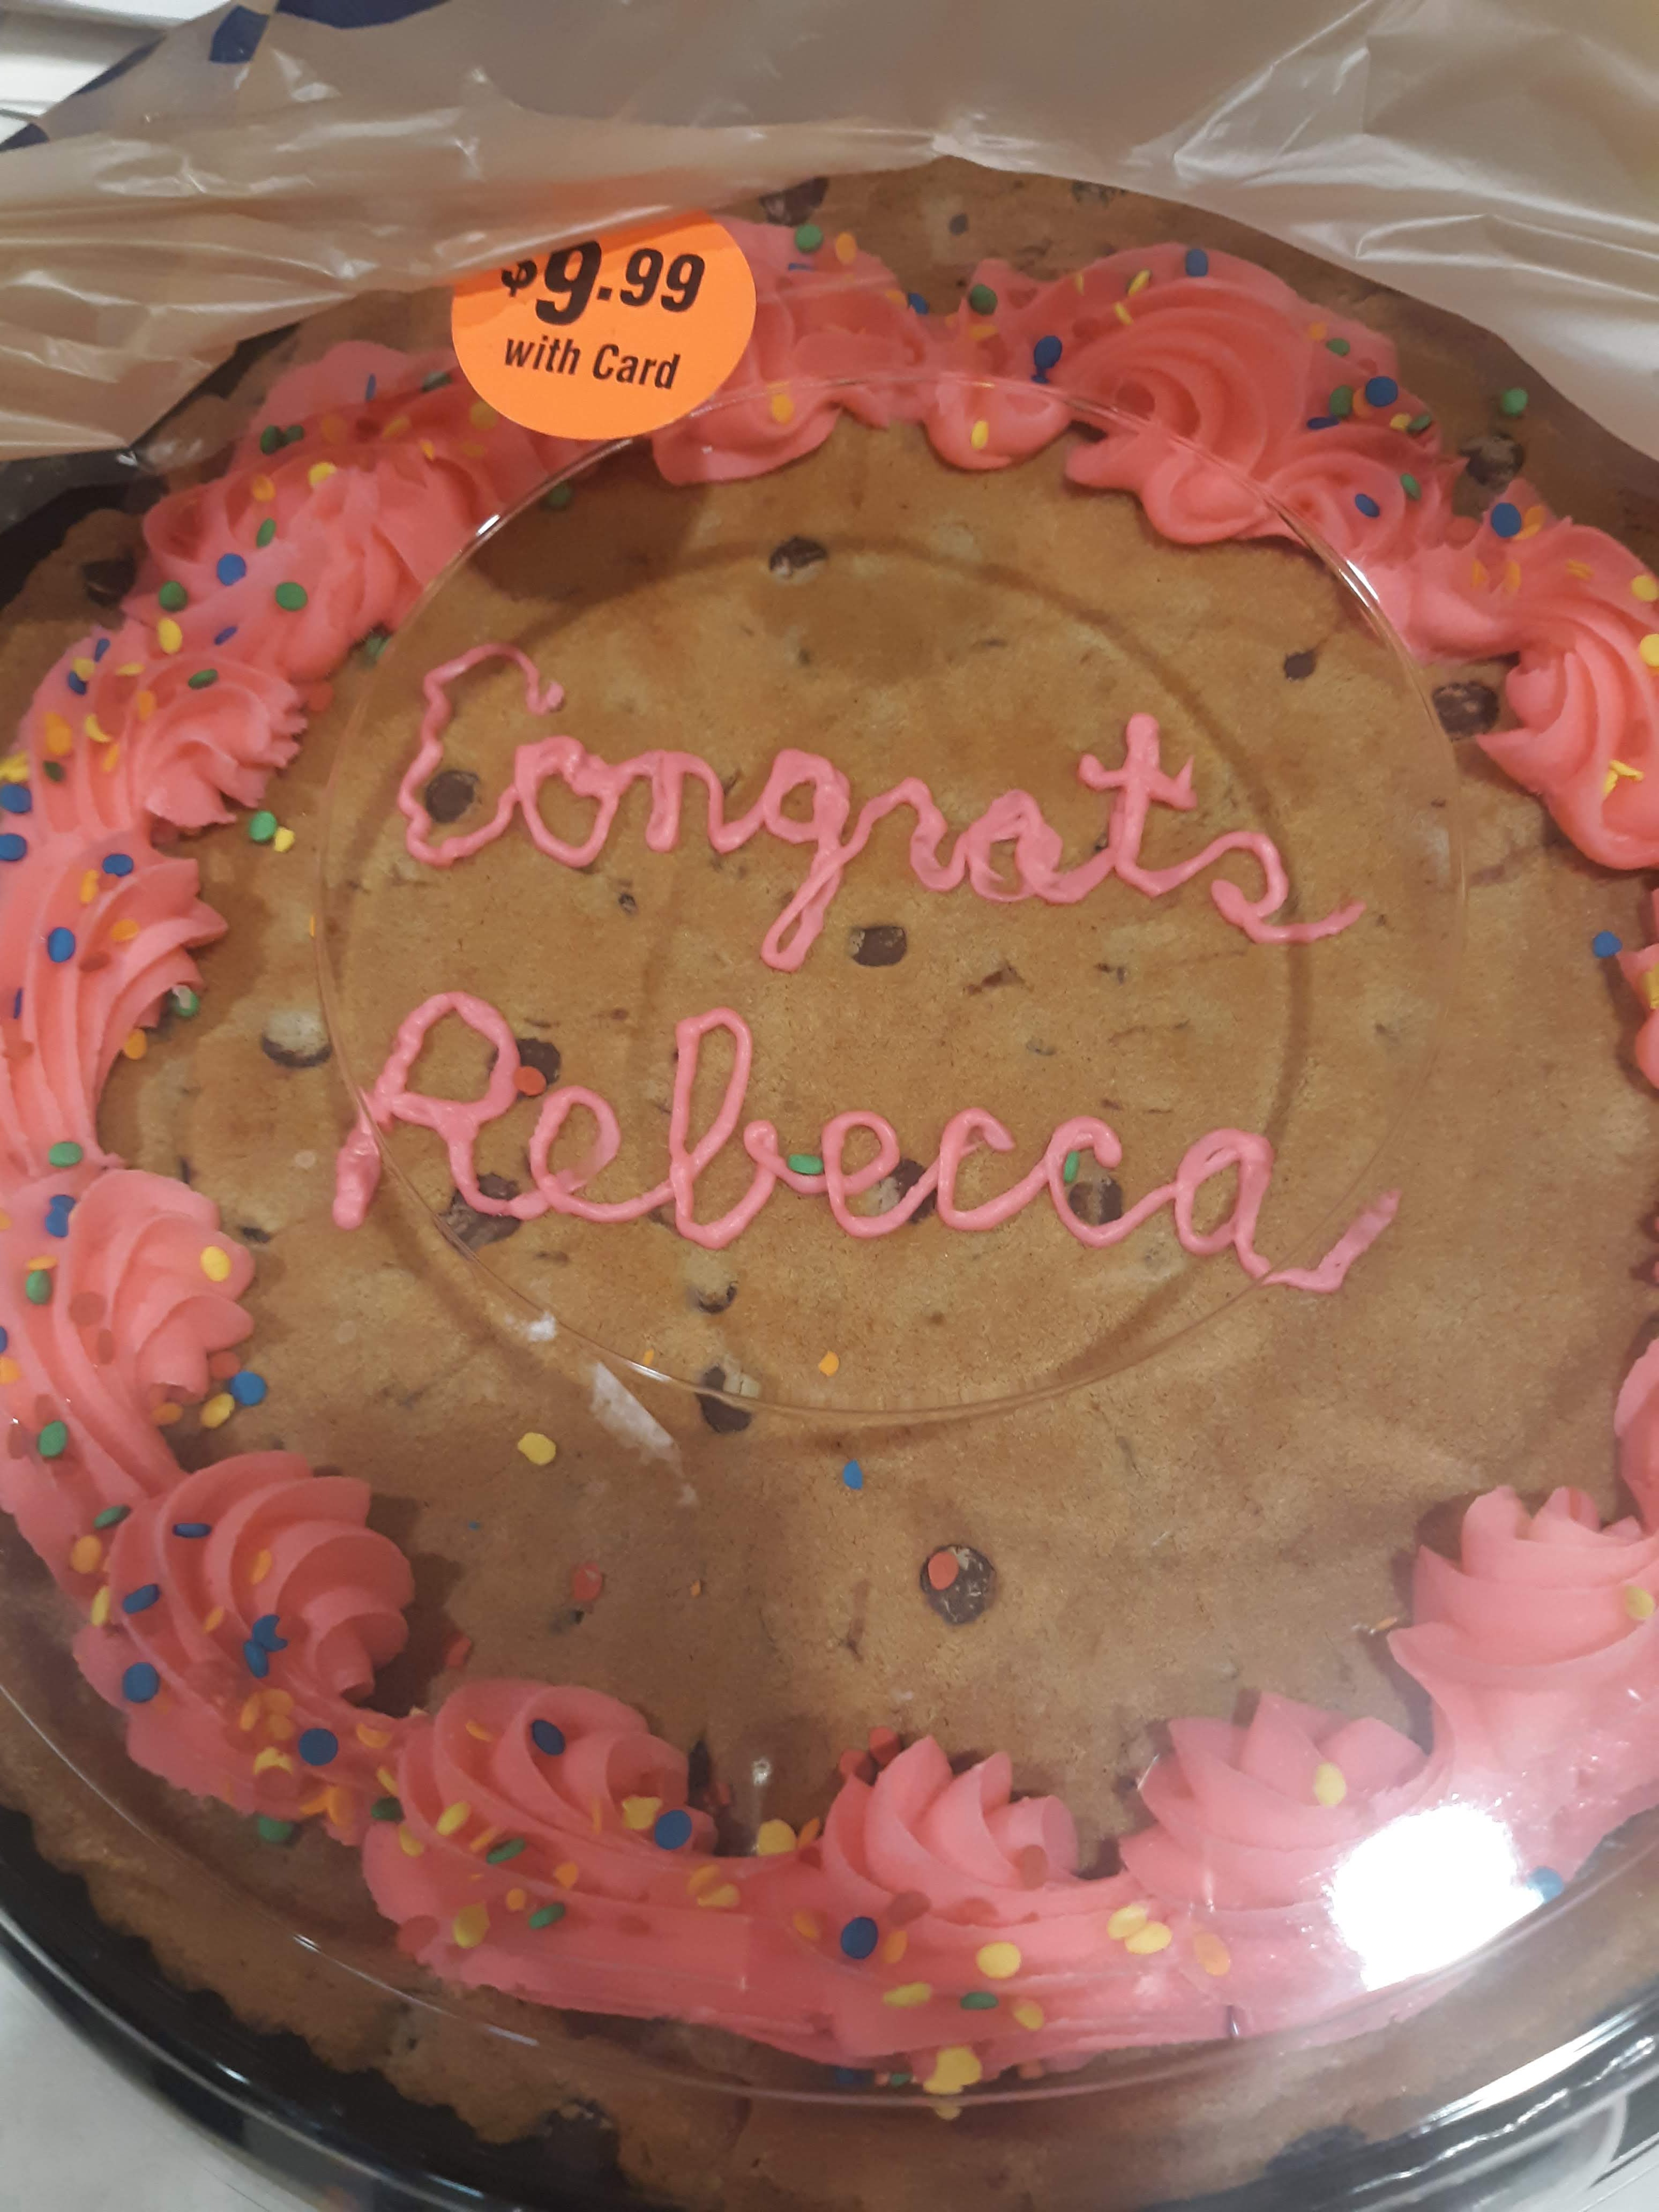 $9.99
with Card
Congrats
Rebecca